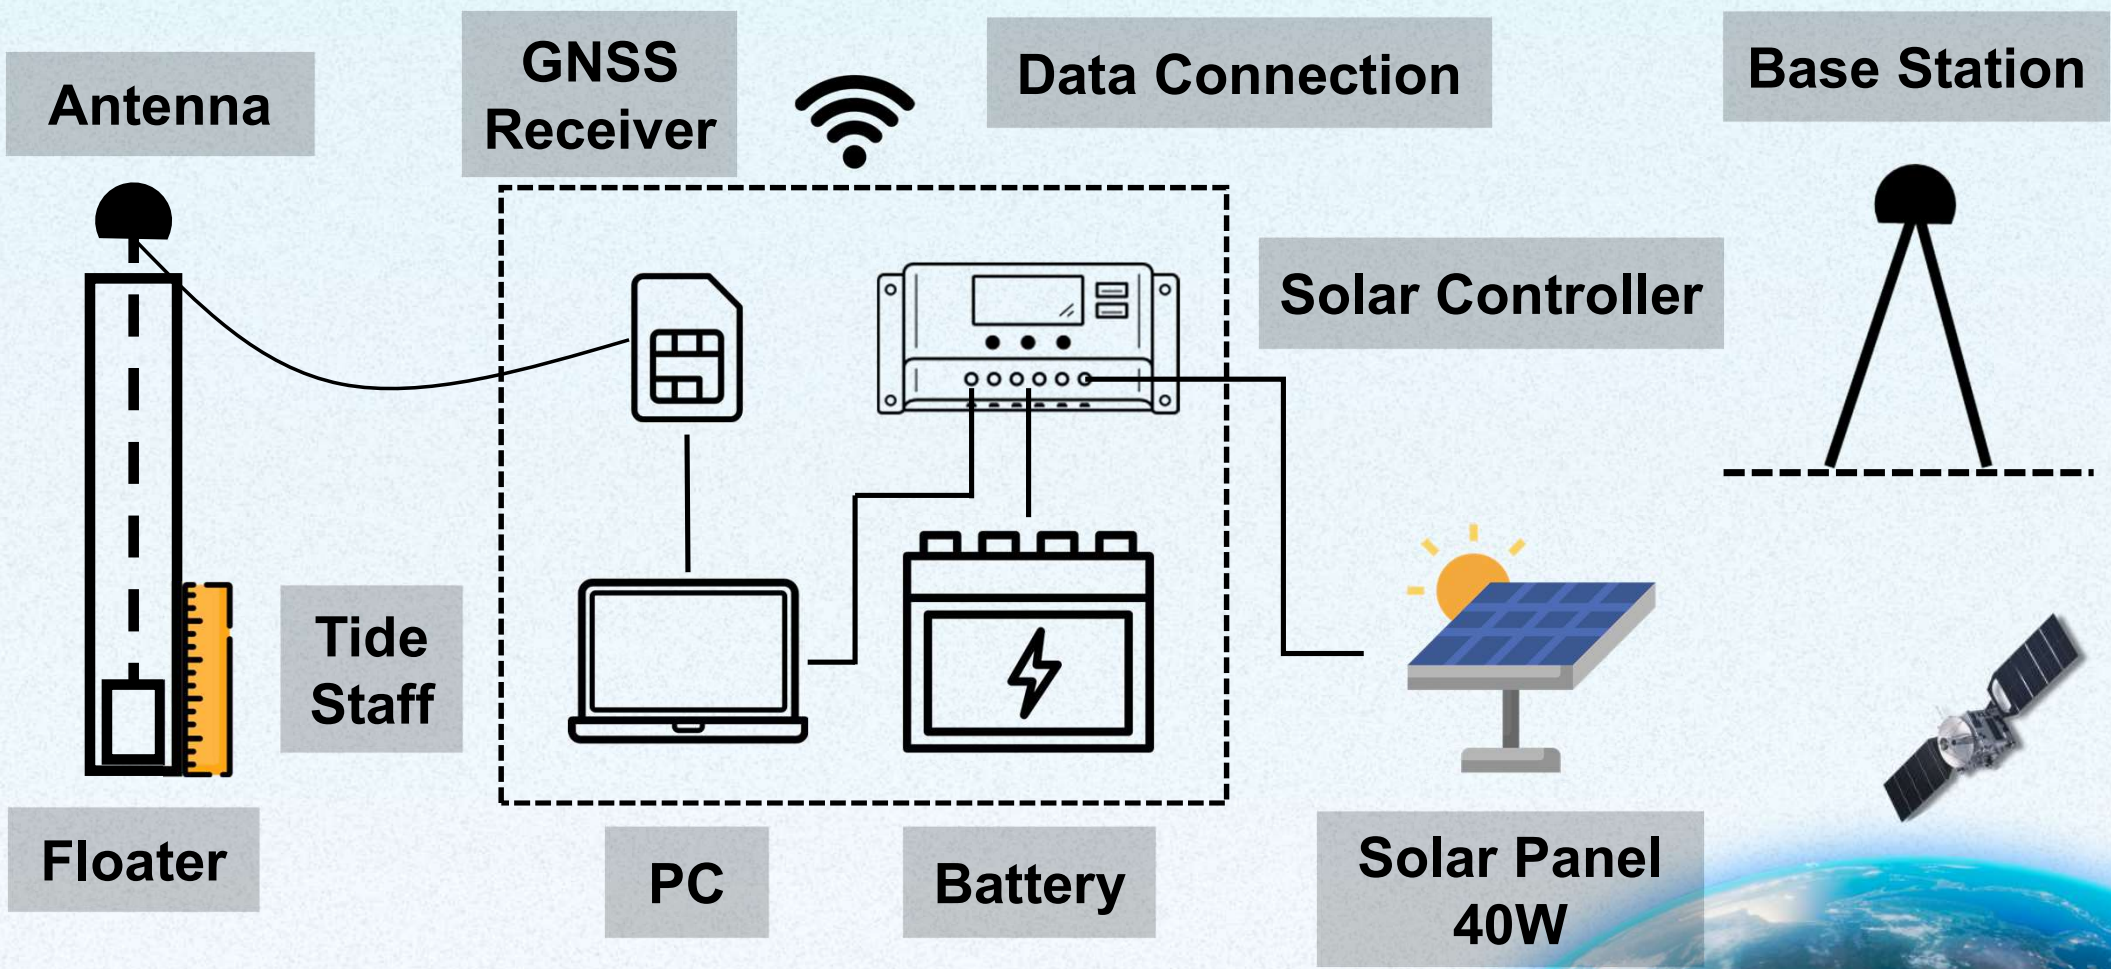 Antenna
GNSS
Receiver
Data Connection
Base Station
Solar Controller
Tide
Staff
Floater
PC
Battery
Solar Panel
40W